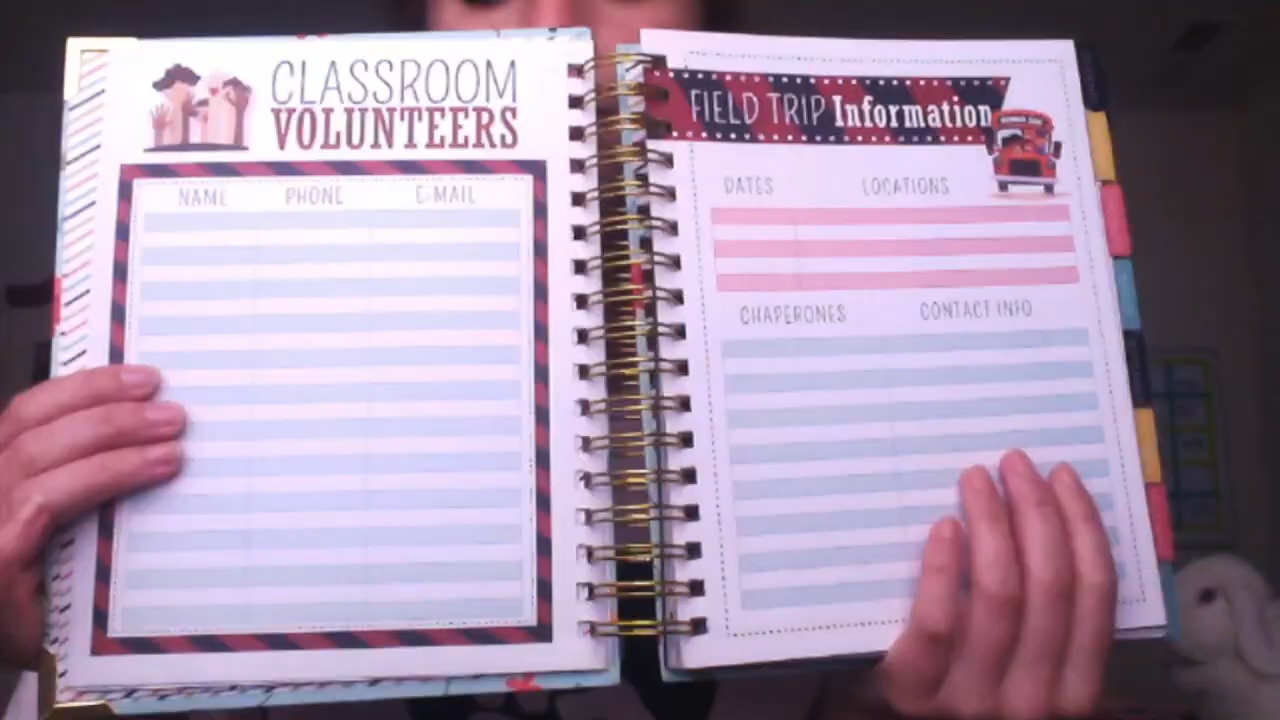 CLASSROOM
VOLUNTEERS
NAME PHONE E-MAIL
FIELD TRIP Information
DATES LOCATIONS
CHAPERONES CONTACT INFO